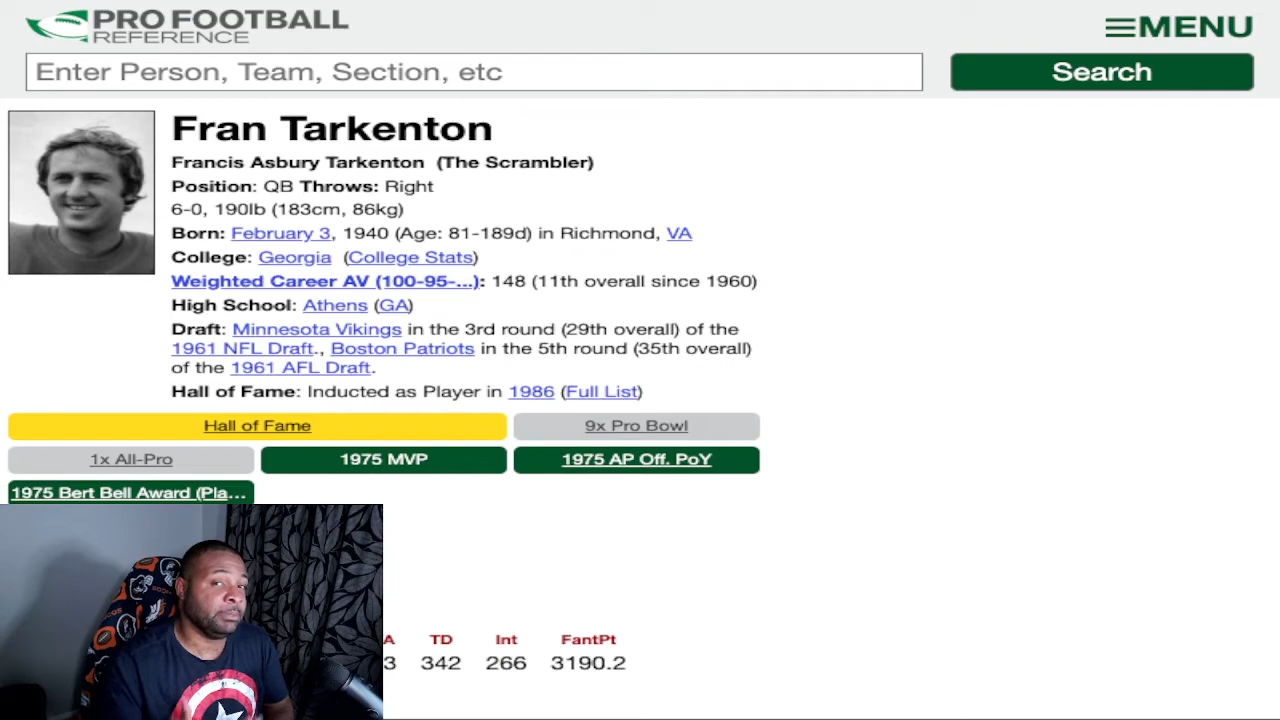 PRO FOOTBALL
REFERENCE
MENU
Enter Person, Team, Section, etc
Search
Fran Tarkenton
Francis Asbury Tarkenton (The Scrambler)
Position: QB Throws: Right
6-0, 190lb (183cm, 86kg)
Born: February 3, 1940 (Age: 81-189d) in Richmond, VA
College: Georgia (College Stats)
Weighted Career AV (100-95-...): 148 (11th overall since 1960)
High School: Athens (GA)
Draft: Minnesota Vikings in the 3rd round (29th overall) of the
1961 NFL Draft., Boston Patriots in the 5th round (35th overall)
of the 1961 AFL Draft.
Hall of Fame: Inducted as Player in 1986 (Full List)
Hall of Fame 9x Pro Bowl
1x All-Pro 1975 MVP 1975 AP Off. PoY
1975 Bert Bell Award (Pla...
A TD Int FantPt
3 342 266 3190.2